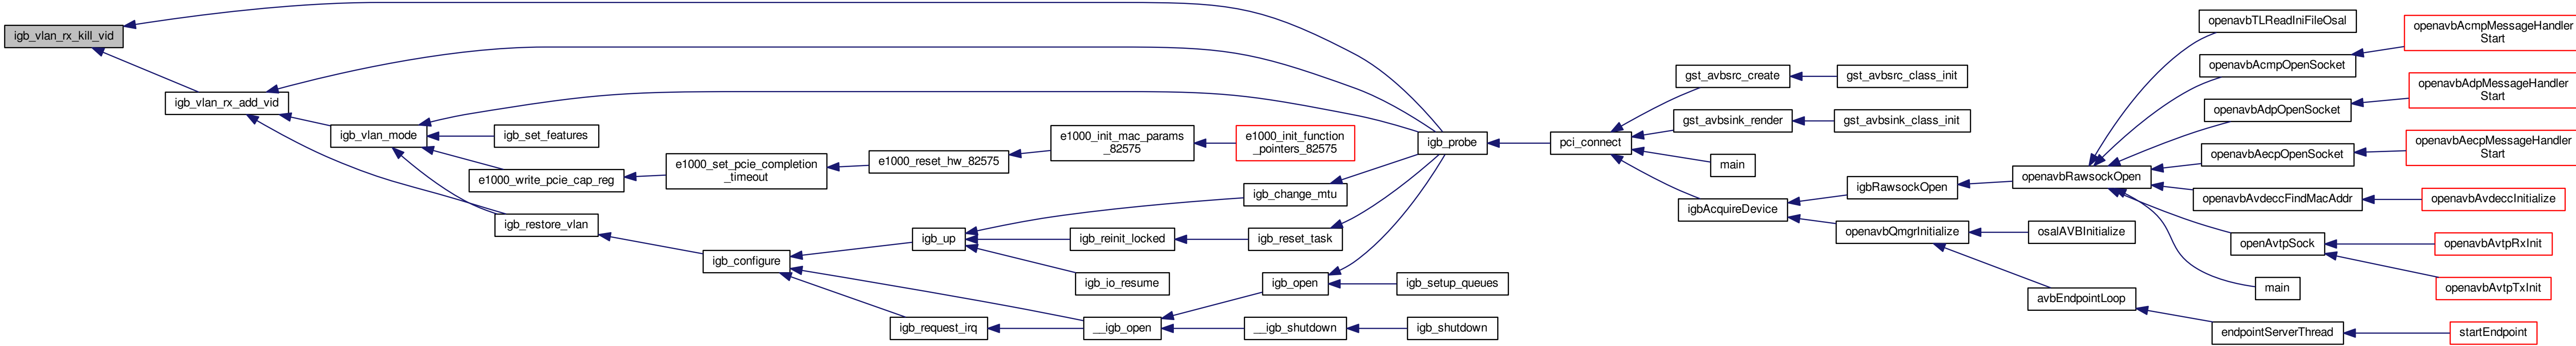 igb_vlan_rx_kill_vid
igb_vlan_rx_add_vid
igb_vlan_mode
igb_set_features
e1000_write_pcie_cap_reg
igb_restore_vlan
e1000_set_pcie_completion
_timeout
e1000_reset_hw_82575
e1000_init_mac_params
_82575
e1000_init_function
_pointers_82575
igb_configure
igb_up
igb_request_irq
igb_reinit_locked
igb_io_resume
__igb_open
igb_change_mtu
igb_reset_task
igb_open
__igb_shutdown
igb_setup_queues
igb_shutdown
igb_probe
pci_connect
gst_avbsrc_create
gst_avbsrc_class_init
gst_avbsink_render
gst_avbsink_class_init
main
igbAcquireDevice
igbRawsockOpen
openavbQmgrInitialize
osalAVBInitialize
avbEndpointLoop
endpointServerThread
startEndpoint
openavbRawsockOpen
openavbTLReadIniFileOsal
openavbAcmpOpenSocket
openavbAcmpMessageHandler
Start
openavbAdpOpenSocket
openavbAdpMessageHandler
Start
openavbAecpOpenSocket
openavbAecpMessageHandler
Start
openavbAvdeccFindMacAddr
openavbAvdeccInitialize
openAvtpSock
openavbAvtpRxInit
openavbAvtpTxInit
main